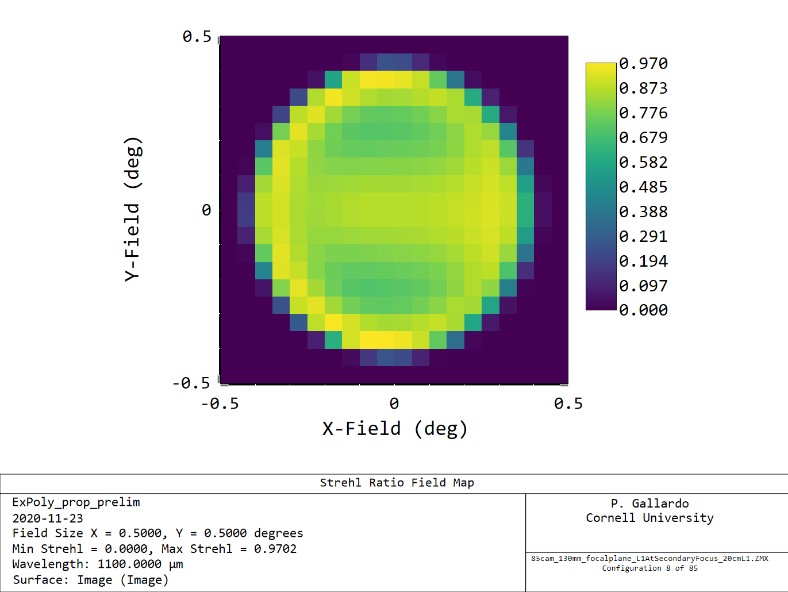 0.5
0
-0.5
-0.5
0
0.5
Y-Field (deg)
X-Field (deg)
0.970
0.873
0.776
0.679
0.582
0.485
0.388
0.291
0.194
0.097
0.000
Strehl Ratio Field Map
ExPoly_prop_prelim
2020-11-23
Field Size X = 0.5000, Y = 0.5000 degrees
Min Strehl = 0.0000, Max Strehl = 0.9702
Wavelength: 1100.0000 μm
Surface: Image (Image)
P. Gallardo
Cornell University
85cam_130mm_focalplane_L1AtSecondaryFocus_20cmL1.ZMX
Configuration 8 of 85